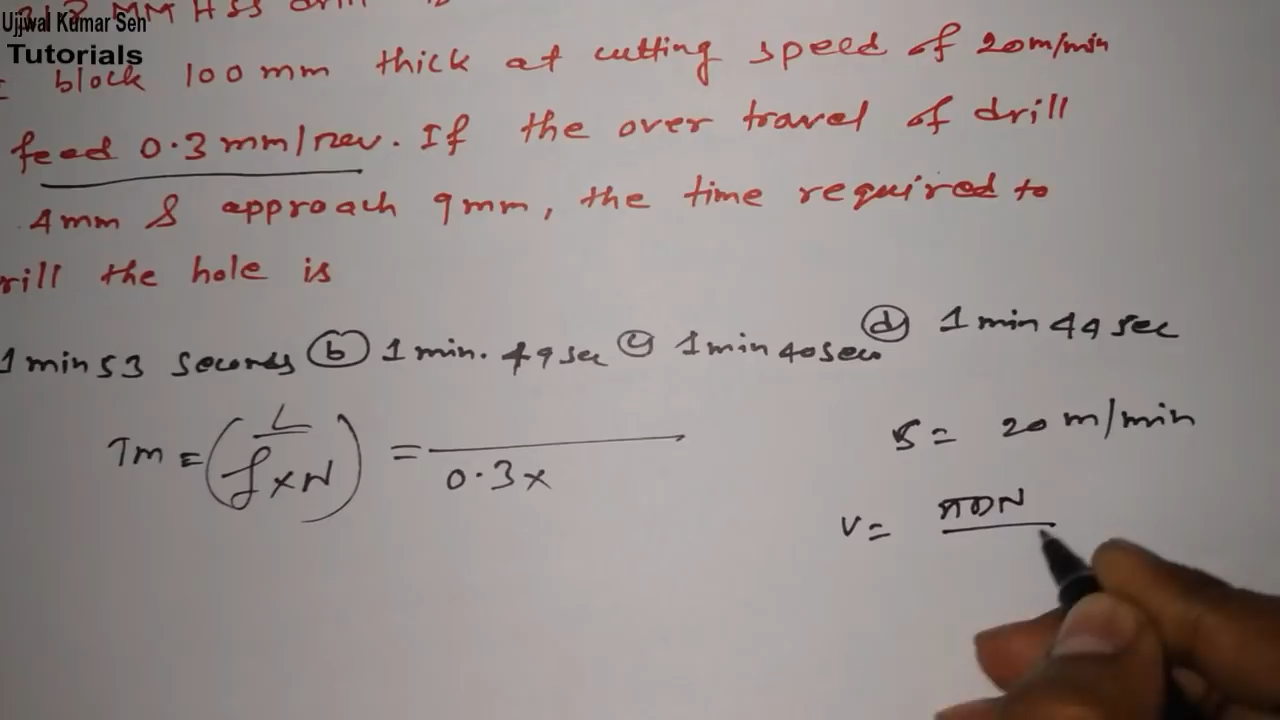 MM HSS drill
Ujjwal Kumar Sen
Tutorials
block 100 mm thick at cutting speed of 20 m/min
feed 0.3 mm/rev. If the over travel of drill
4mm & approach 9mm, the time required to
rill the hole is
1 min 53 seconds (b) 1 min. 49 sec (c) 1 min 40 sec (d) 1 min 44 sec
Tm = (L / f × N) = / 0.3 ×
S = 20 m/min
V = πDN